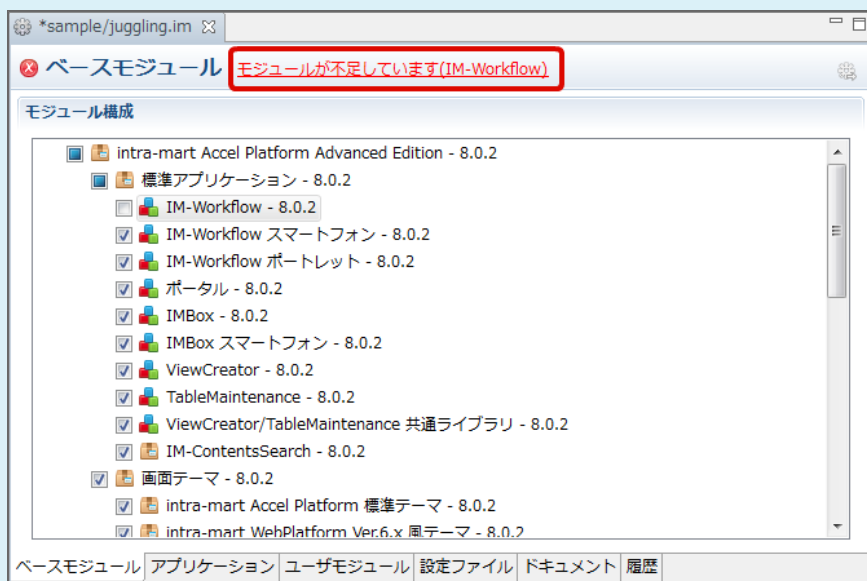 *sample/juggling.im
ベースモジュール モジュールが不足しています(IM-Workflow)
モジュール構成
intra-mart Accel Platform Advanced Edition - 8.0.2
標準アプリケーション - 8.0.2
IM-Workflow - 8.0.2
IM-Workflow スマートフォン - 8.0.2
IM-Workflow ポートレット - 8.0.2
ポータル - 8.0.2
IMBox - 8.0.2
IMBox スマートフォン - 8.0.2
ViewCreator - 8.0.2
TableMaintenance - 8.0.2
ViewCreator/TableMaintenance 共通ライブラリ - 8.0.2
IM-ContentsSearch - 8.0.2
画面テーマ - 8.0.2
intra-mart Accel Platform 標準テーマ - 8.0.2
intra-mart WebPlatform Ver.6.x 風テーマ - 8.0.2
ベースモジュール アプリケーション ユーザモジュール 設定ファイル ドキュメント 履歴